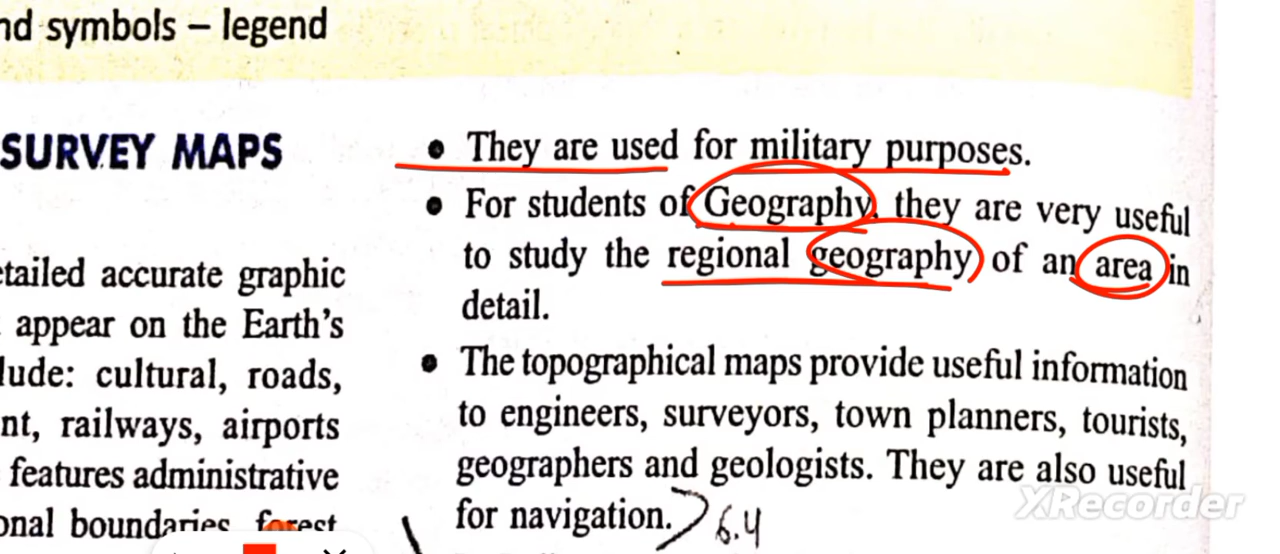 nd symbols – legend
SURVEY MAPS
etailed accurate graphic
appear on the Earth's
lude: cultural, roads,
nt, railways, airports
features administrative
onal boundaries, forest
• They are used for military purposes.
• For students of Geography, they are very useful
to study the regional geography of an area in
detail.
• The topographical maps provide useful information
to engineers, surveyors, town planners, tourists,
geographers and geologists. They are also useful
for navigation.
6.4
XRecorder